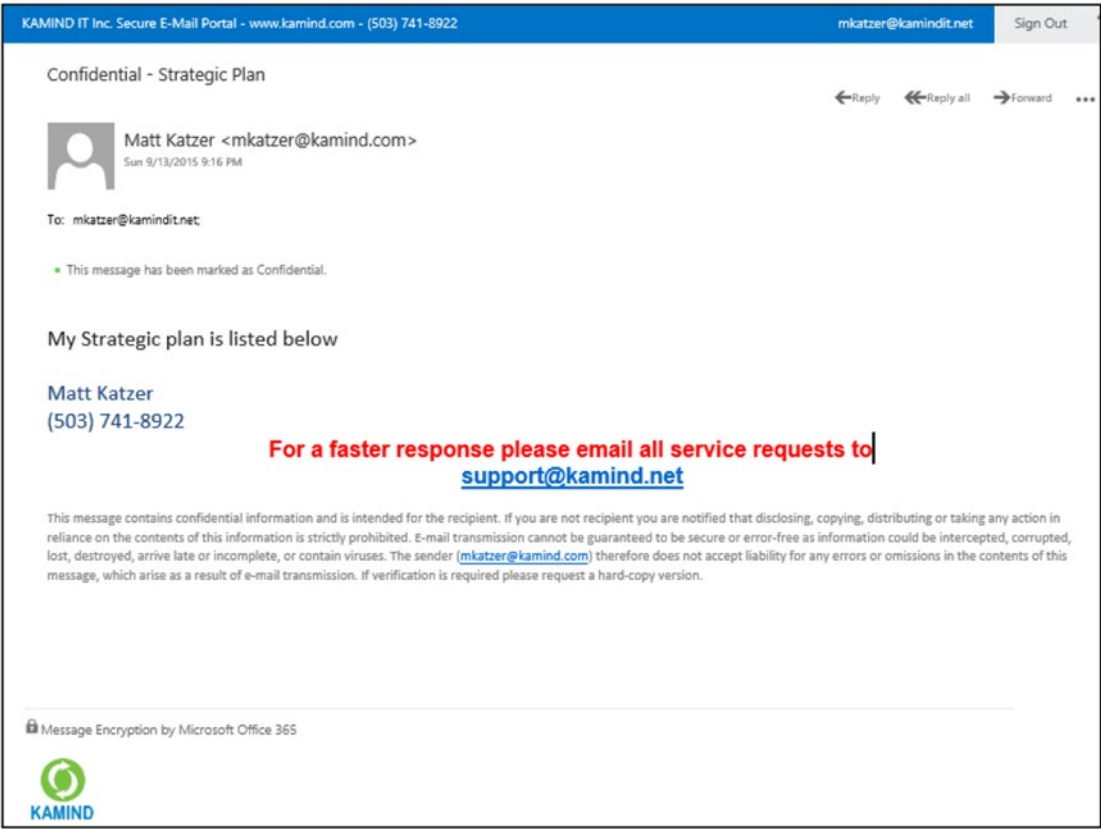 KAMIND IT Inc. Secure E-Mail Portal - www.kamind.com - (503) 741-8922 mkatzer@kamindit.net Sign Out
Confidential - Strategic Plan
Reply Reply all Forward
Matt Katzer <mkatzer@kamind.com>
Sun 9/13/2015 9:16 PM
To: mkatzer@kamindit.net;
This message has been marked as Confidential.
My Strategic plan is listed below
Matt Katzer
(503) 741-8922
For a faster response please email all service requests to
support@kamind.net
This message contains confidential information and is intended for the recipient. If you are not recipient you are notified that disclosing, copying, distributing or taking any action in
reliance on the contents of this information is strictly prohibited. E-mail transmission cannot be guaranteed to be secure or error-free as information could be intercepted, corrupted,
lost, destroyed, arrive late or incomplete, or contain viruses. The sender (mkatzer@kamind.com) therefore does not accept liability for any errors or omissions in the contents of this
message, which arise as a result of e-mail transmission. If verification is required please request a hard-copy version.
Message Encryption by Microsoft Office 365
KAMIND